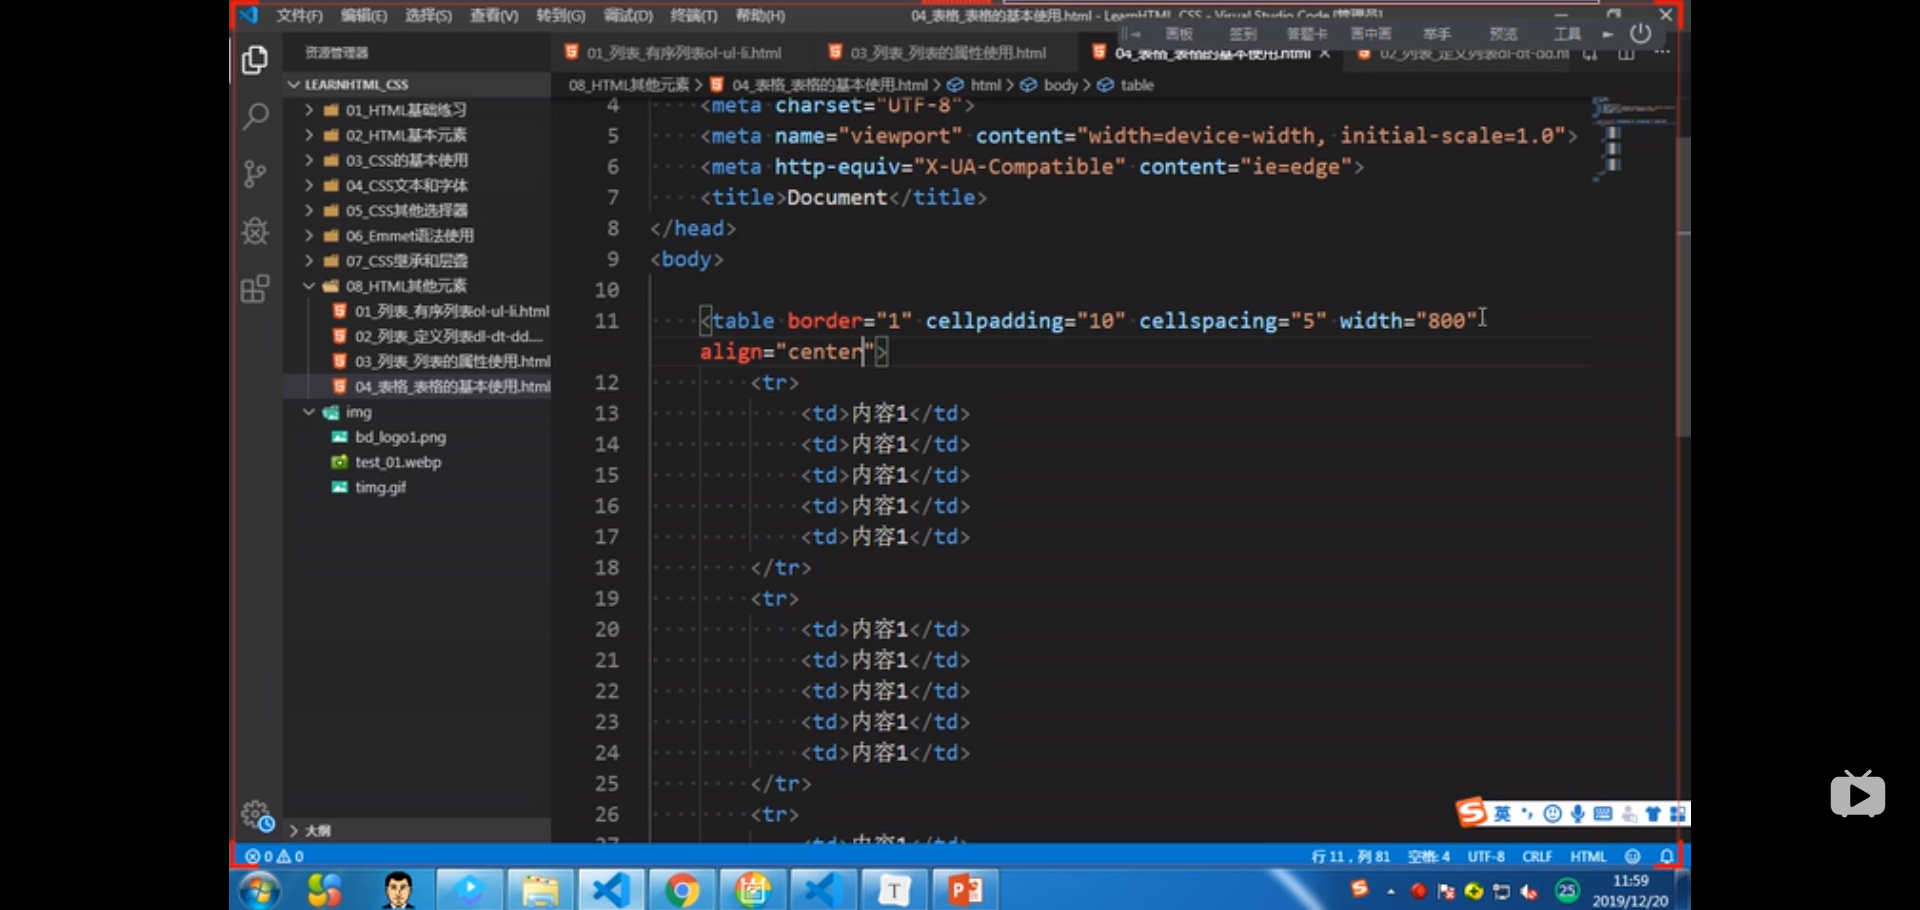 文件(F) 编辑(E) 选择(S) 查看(V) 转到(G) 调试(D) 终端(T) 帮助(H) 04_表格_表格的基本使用.html - LearnHTML_CSS - Visual Studio Code [管理员]
画板 签到 答题卡 画中画 举手 预览 工具
资源管理器
01_列表_有序列表ol-ul-li.html 03_列表_列表的属性使用.html 04_表格_表格的基本使用.html 02_列表_定义列表dl-dt-dd.ht
LEARNHTML_CSS
01_HTML基础练习
02_HTML基本元素
03_CSS的基本使用
04_CSS文本和字体
05_CSS其他选择器
06_Emmet语法使用
07_CSS继承和层叠
08_HTML其他元素
01_列表_有序列表ol-ul-li.html
02_列表_定义列表dl-dt-dd....
03_列表_列表的属性使用.html
04_表格_表格的基本使用.html
img
bd_logo1.png
test_01.webp
timg.gif
大纲
08_HTML其他元素 > 04_表格_表格的基本使用.html > html > body > table
4 <meta charset="UTF-8">
5 <meta name="viewport" content="width=device-width, initial-scale=1.0">
6 <meta http-equiv="X-UA-Compatible" content="ie=edge">
7 <title>Document</title>
8 </head>
9 <body>
10
11 <table border="1" cellpadding="10" cellspacing="5" width="800"
align="center">
12 <tr>
13 <td>内容1</td>
14 <td>内容1</td>
15 <td>内容1</td>
16 <td>内容1</td>
17 <td>内容1</td>
18 </tr>
19 <tr>
20 <td>内容1</td>
21 <td>内容1</td>
22 <td>内容1</td>
23 <td>内容1</td>
24 <td>内容1</td>
25 </tr>
26 <tr>
英
0 0
行 11，列 81 空格: 4 UTF-8 CRLF HTML
25
11:59
2019/12/20